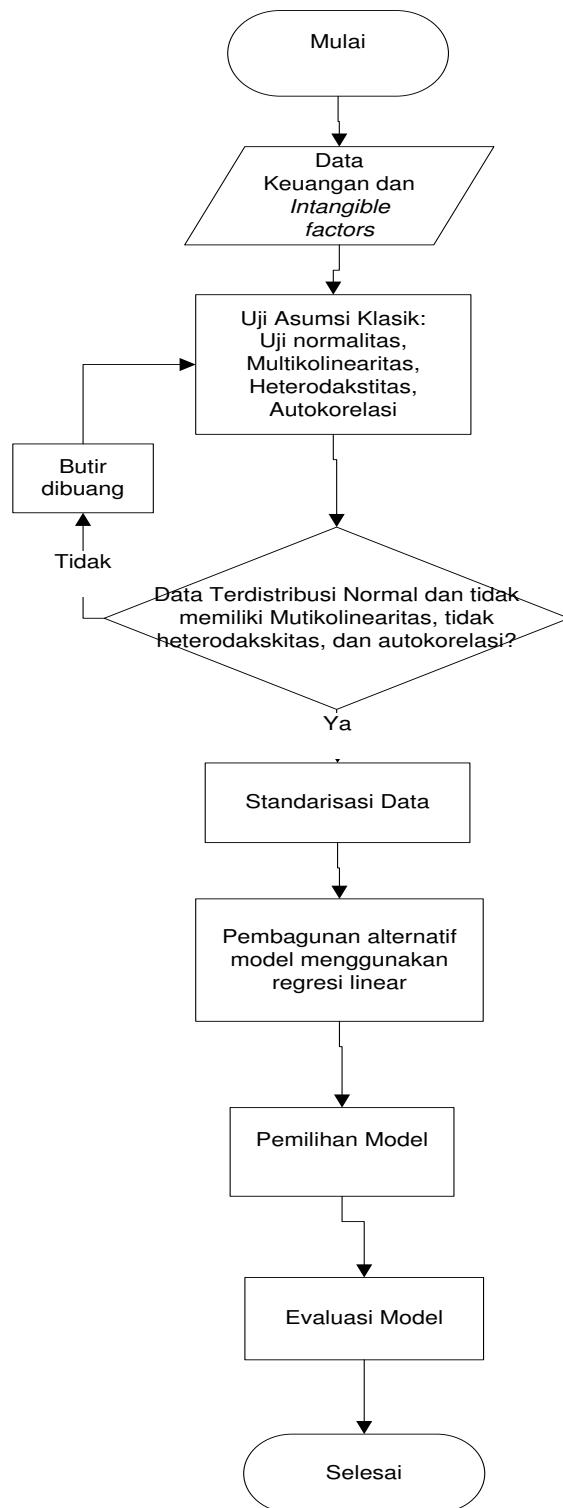 Mulai
Data
Keuangan dan
Intangible
factors
Uji Asumsi Klasik:
Uji normalitas,
Multikolinearitas,
Heterodakstitas,
Autokorelasi
Butir
dibuang
Tidak
Data Terdistribusi Normal dan tidak
memiliki Mutikolinearitas, tidak
heterodakskitas, dan autokorelasi?
Ya
Standarisasi Data
Pembagunan alternatif
model menggunakan
regresi linear
Pemilihan Model
Evaluasi Model
Selesai